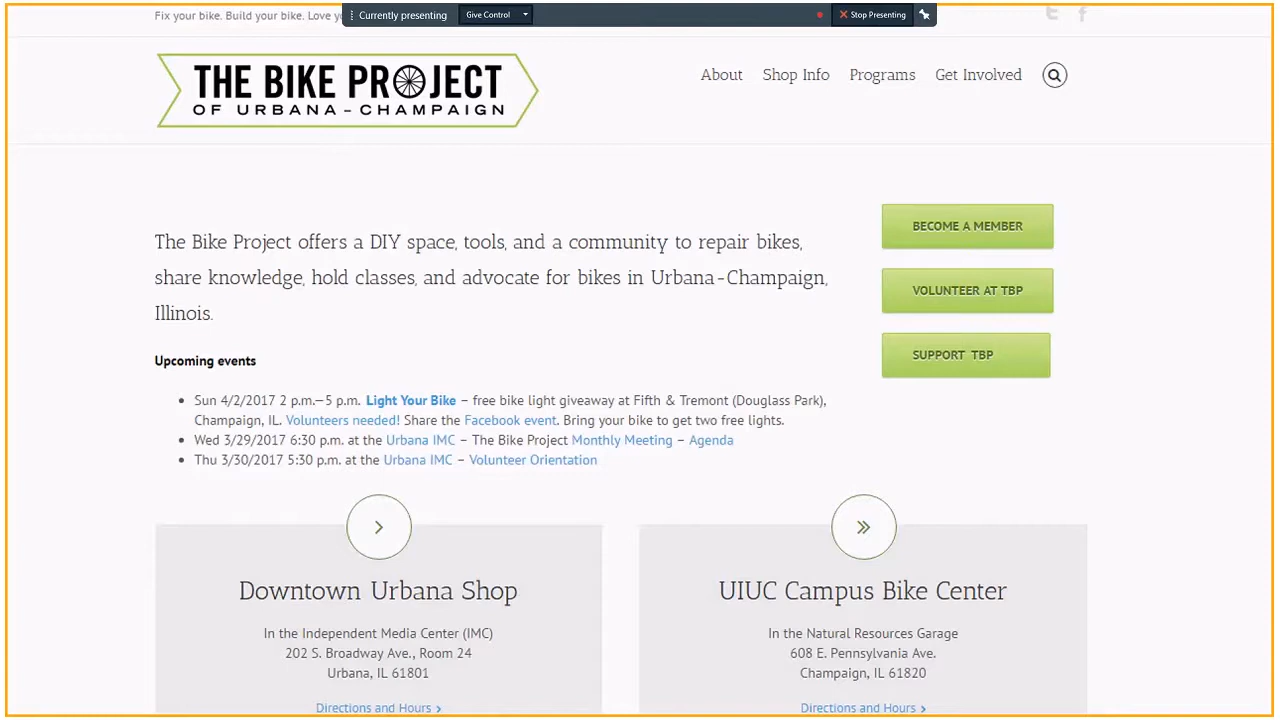 Fix your bike. Build your bike. Love
Currently presenting
Give Control
Stop Presenting
THE BIKE PROJECT
OF URBANA-CHAMPAIGN
About
Shop Info
Programs
Get Involved
BECOME A MEMBER
VOLUNTEER AT TBP
SUPPORT TBP
The Bike Project offers a DIY space, tools, and a community to repair bikes,
share knowledge, hold classes, and advocate for bikes in Urbana-Champaign,
Illinois.
Upcoming events
Sun 4/2/2017 2 p.m.—5 p.m. Light Your Bike – free bike light giveaway at Fifth & Tremont (Douglass Park),
Champaign, IL. Volunteers needed! Share the Facebook event. Bring your bike to get two free lights.
Wed 3/29/2017 6:30 p.m. at the Urbana IMC – The Bike Project Monthly Meeting – Agenda
Thu 3/30/2017 5:30 p.m. at the Urbana IMC – Volunteer Orientation
Downtown Urbana Shop
In the Independent Media Center (IMC)
202 S. Broadway Ave., Room 24
Urbana, IL 61801
Directions and Hours ›
UIUC Campus Bike Center
In the Natural Resources Garage
608 E. Pennsylvania Ave.
Champaign, IL 61820
Directions and Hours ›